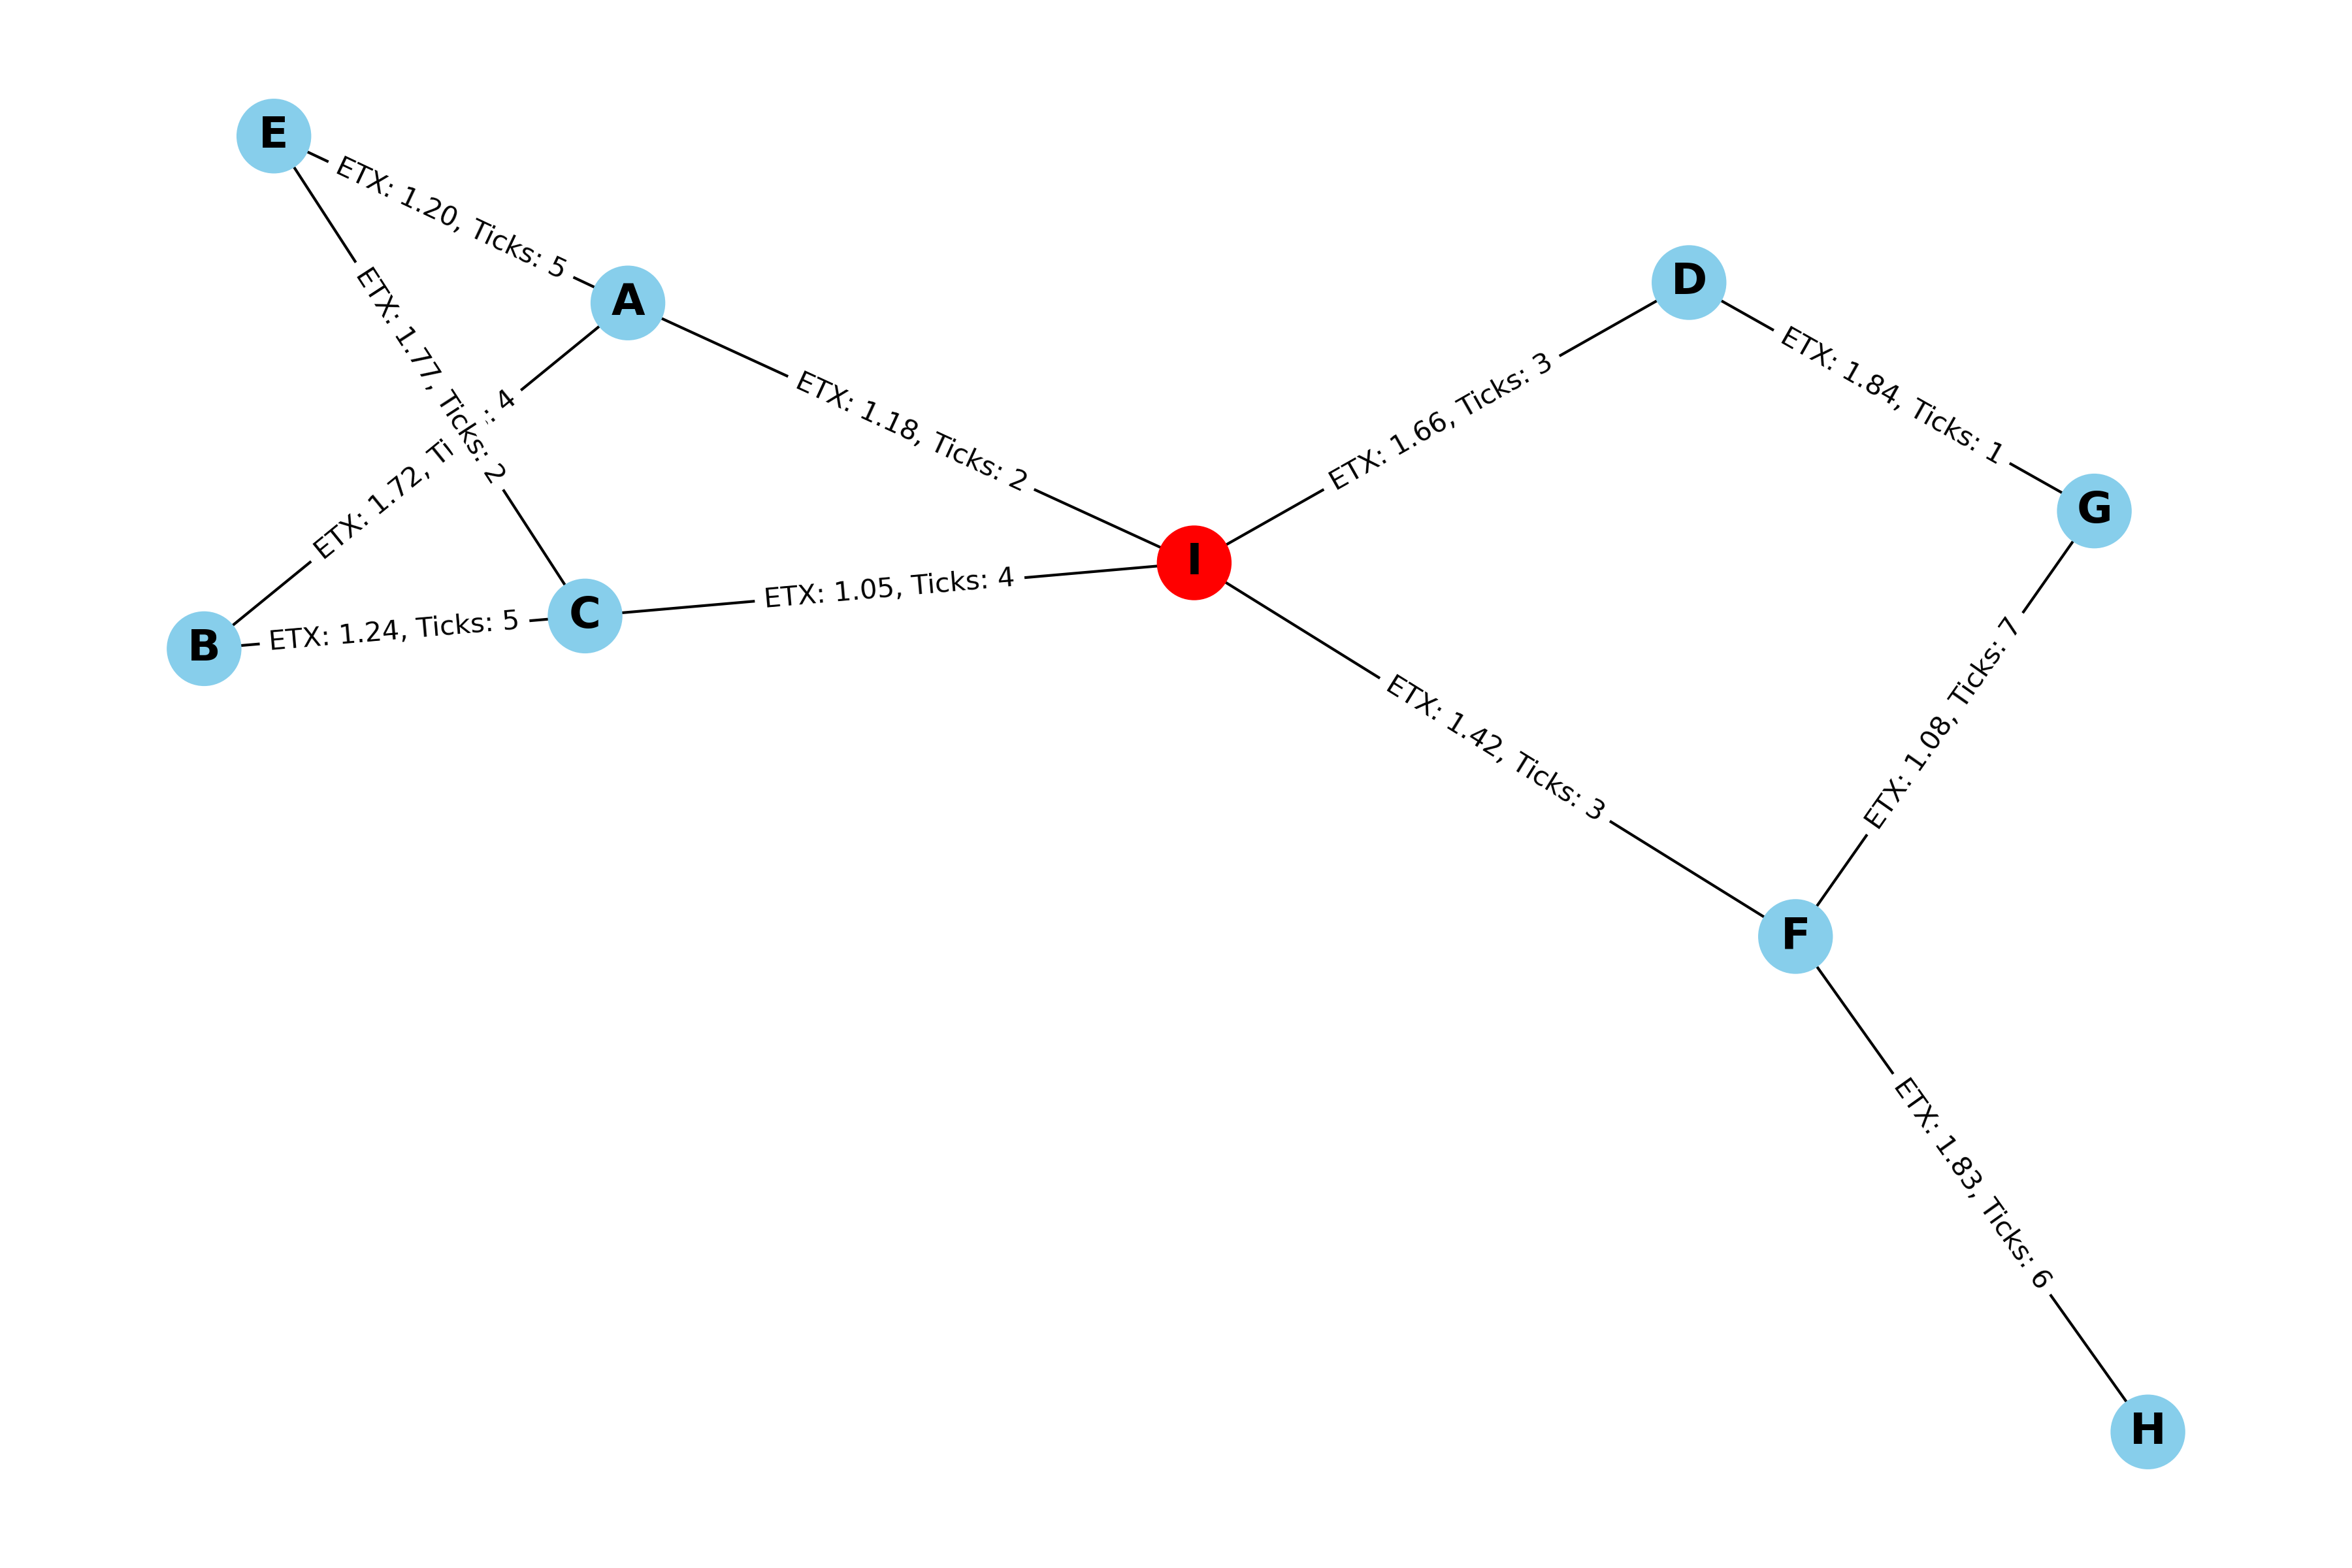 E
ETX: 1.20, Ticks: 5
A
D
ETX: 1.77, Ticks: 2
ETX: 1.72, Ti : 4
ETX: 1.18, Ticks: 2
ETX: 1.66, Ticks: 3
ETX: 1.84, Ticks: 1
G
I
B
ETX: 1.24, Ticks: 5
C
ETX: 1.05, Ticks: 4
ETX: 1.42, Ticks: 3
ETX: 1.08, Ticks: 7
F
ETX: 1.83, Ticks: 6
H